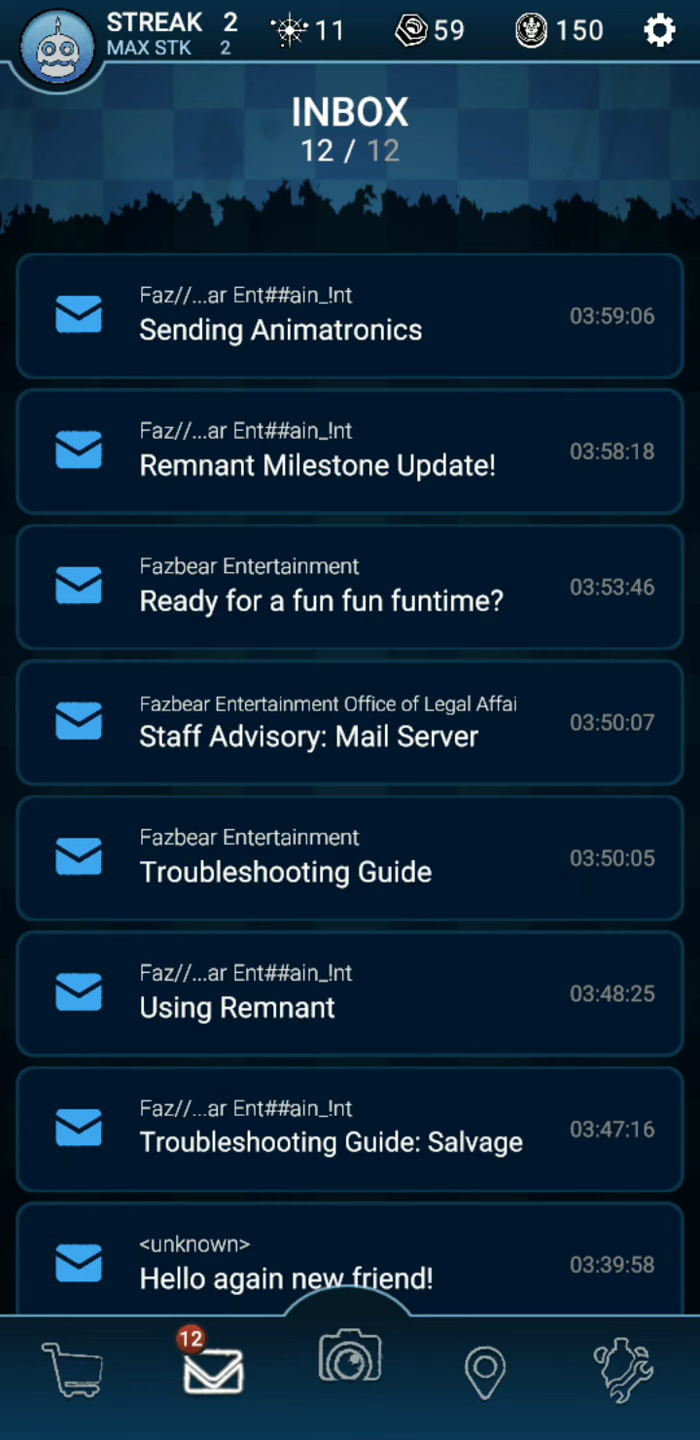 STREAK 2 11 59 150
MAX STK 2
INBOX
12 / 12
Faz//...ar Ent##ain_!nt
Sending Animatronics 03:59:06
Faz//...ar Ent##ain_!nt
Remnant Milestone Update! 03:58:18
Fazbear Entertainment
Ready for a fun fun funtime? 03:53:46
Fazbear Entertainment Office of Legal Affai
Staff Advisory: Mail Server 03:50:07
Fazbear Entertainment
Troubleshooting Guide 03:50:05
Faz//...ar Ent##ain_!nt
Using Remnant 03:48:25
Faz//...ar Ent##ain_!nt
Troubleshooting Guide: Salvage 03:47:16
<unknown>
Hello again new friend! 03:39:58
12